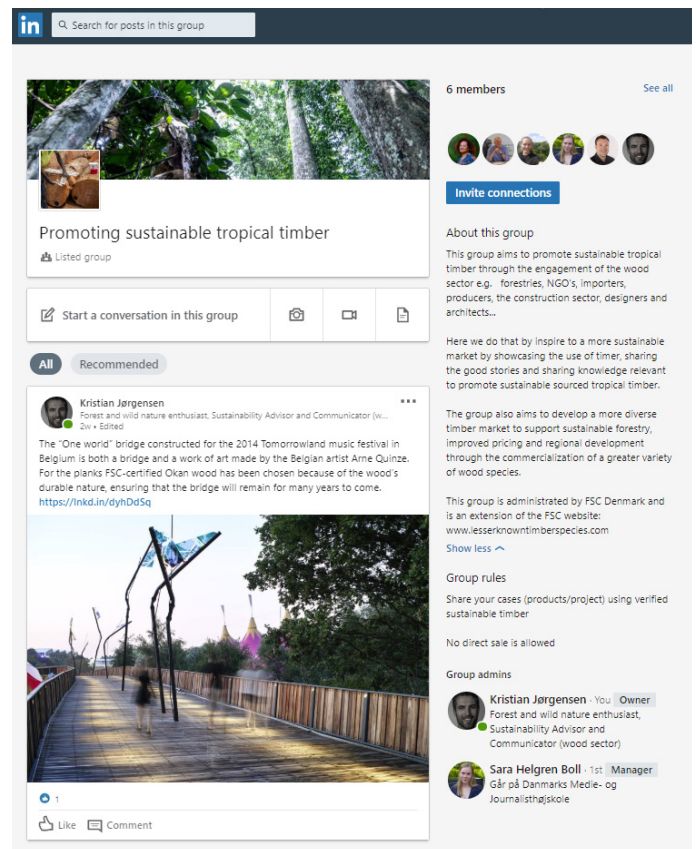 in
Search for posts in this group
Promoting sustainable tropical timber
Listed group
Start a conversation in this group
All
Recommended
Kristian Jørgensen
Forest and wild nature enthusiast, Sustainability Advisor and Communicator (w...
2w • Edited
The "One world" bridge constructed for the 2014 Tomorrowland music festival in
Belgium is both a bridge and a work of art made by the Belgian artist Arne Quinze.
For the planks FSC-certified Okan wood has been chosen because of the wood's
durable nature, ensuring that the bridge will remain for many years to come.
https://lnkd.in/dyhDdSq
1
Like
Comment
6 members
See all
Invite connections
About this group
This group aims to promote sustainable tropical
timber through the engagement of the wood
sector e.g. forestries, NGO's, importers,
producers, the construction sector, designers and
architects...
Here we do that by inspire to a more sustainable
market by showcasing the use of timer, sharing
the good stories and sharing knowledge relevant
to promote sustainable sourced tropical timber.
The group also aims to develop a more diverse
timber market to support sustainable forestry,
improved pricing and regional development
through the commercialization of a greater variety
of wood species.
This group is administrated by FSC Denmark and
is an extension of the FSC website:
www.lesserknowntimberspecies.com
Show less
Group rules
Share your cases (products/project) using verified
sustainable timber
No direct sale is allowed
Group admins
Kristian Jørgensen · You Owner
Forest and wild nature enthusiast,
Sustainability Advisor and
Communicator (wood sector)
Sara Helgren Boll · 1st Manager
Går på Danmarks Medie- og
Journalisthøjskole